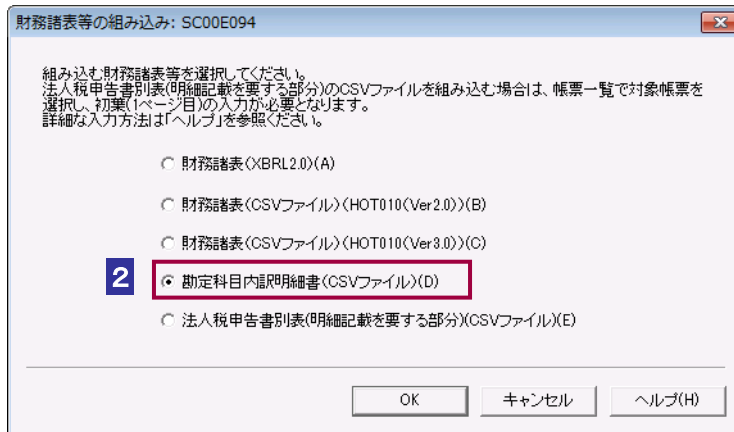 財務諸表等の組み込み: SC00E094
組み込む財務諸表等を選択してください。
法人税申告書別表(明細記載を要する部分)のCSVファイルを組み込む場合は、帳票一覧で対象帳票を
選択し、初葉(1ページ目)の入力が必要となります。
詳細な入力方法は「ヘルプ」を参照ください。
財務諸表(XBRL2.0)(A)
財務諸表(CSVファイル)(HOT010(Ver2.0))(B)
財務諸表(CSVファイル)(HOT010(Ver3.0))(C)
2 勘定科目内訳明細書(CSVファイル)(D)
法人税申告書別表(明細記載を要する部分)(CSVファイル)(E)
OK キャンセル ヘルプ(H)